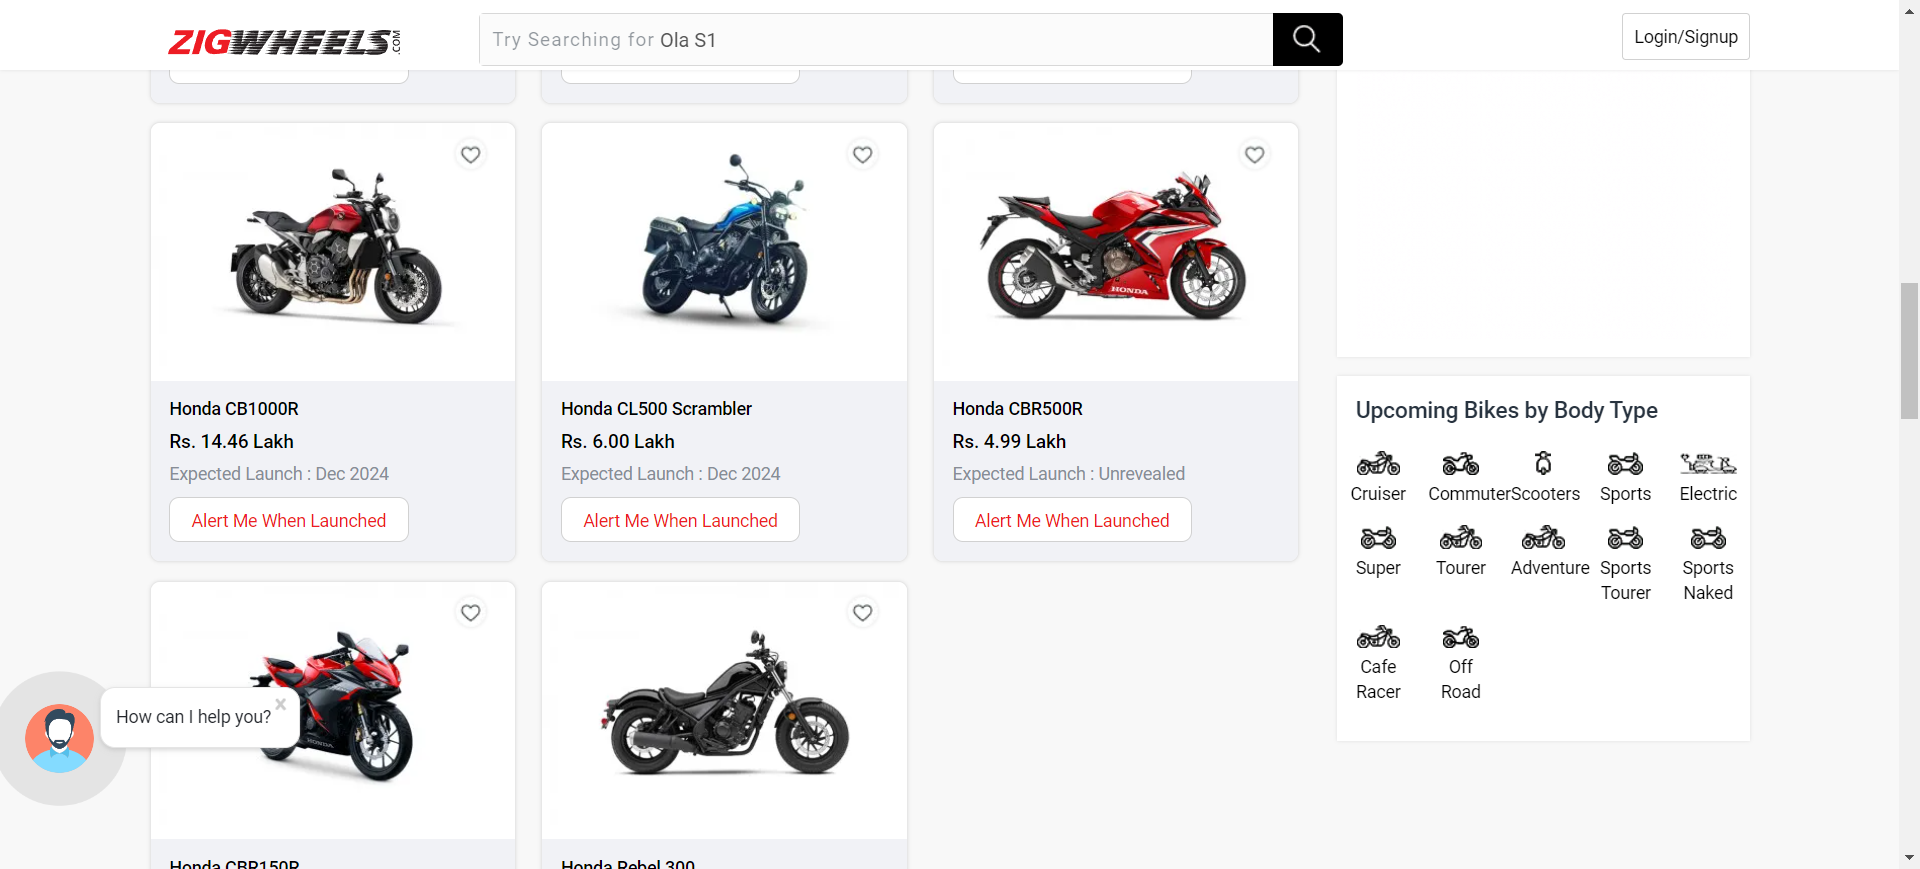 ZIGWHEELS.COM
Try Searching for Ola S1
Login/Signup
Honda CB1000R
Rs. 14.46 Lakh
Expected Launch : Dec 2024
Alert Me When Launched
Honda CL500 Scrambler
Rs. 6.00 Lakh
Expected Launch : Dec 2024
Alert Me When Launched
HONDA
Honda CBR500R
Rs. 4.99 Lakh
Expected Launch : Unrevealed
Alert Me When Launched
Upcoming Bikes by Body Type
Cruiser
Commuter
Scooters
Sports
Electric
Super
Tourer
Adventure
Sports
Tourer
Sports
Naked
Cafe
Racer
Off
Road
How can I help you?
HONDA
Honda CBR150R
Honda Rebel 300